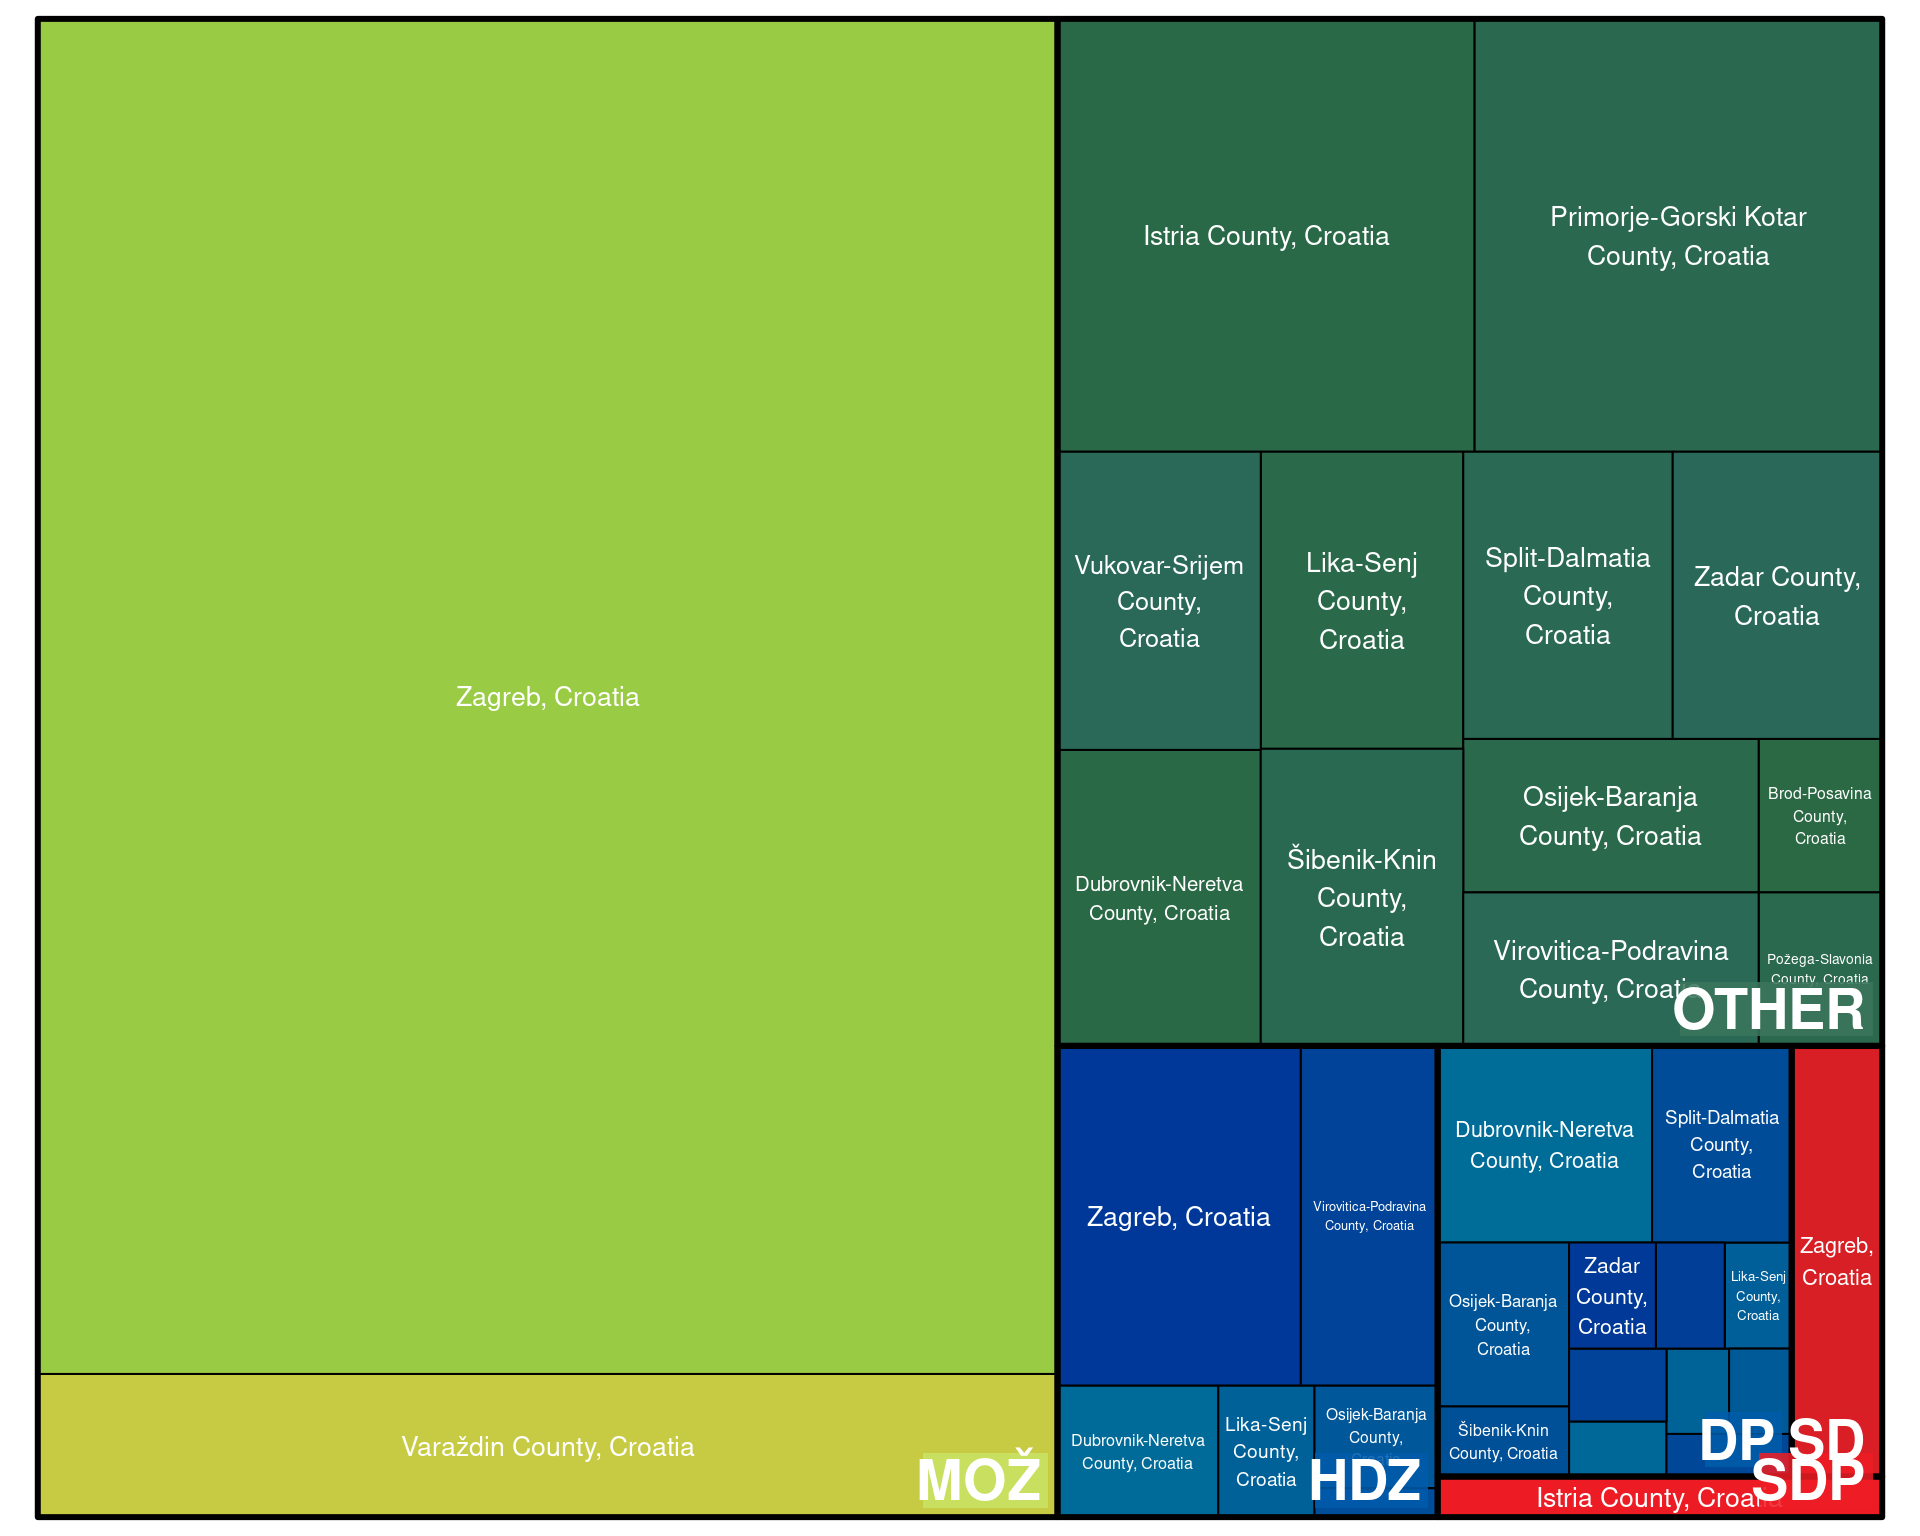 Zagreb, Croatia
Varaždin County, Croatia
MOŽ
Istria County, Croatia
Primorje-Gorski Kotar
County, Croatia
Vukovar-Srijem
County,
Croatia
Lika-Senj
County,
Croatia
Split-Dalmatia
County,
Croatia
Zadar County,
Croatia
Dubrovnik-Neretva
County, Croatia
Šibenik-Knin
County,
Croatia
Osijek-Baranja
County, Croatia
Brod-Posavina
County,
Croatia
Virovitica-Podravina
County, Croatia
Požega-Slavonia
County, Croatia
OTHER
Zagreb, Croatia
Virovitica-Podravina
County, Croatia
Dubrovnik-Neretva
County, Croatia
Lika-Senj
County,
Croatia
Osijek-Baranja
County,
HDZ
Dubrovnik-Neretva
County, Croatia
Split-Dalmatia
County,
Croatia
Osijek-Baranja
County,
Croatia
Zadar
County,
Croatia
Lika-Senj
County,
Croatia
Šibenik-Knin
County, Croatia
DP
Zagreb,
Croatia
SD
Istria County, Croatia
SDP